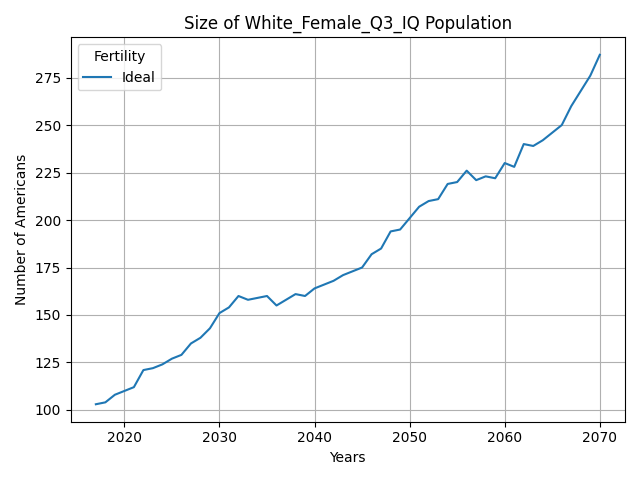 Size of White_Female_Q3_IQ Population
Fertility
Ideal
Number of Americans
275
250
225
200
175
150
125
100
2020 2030 2040 2050 2060 2070
Years